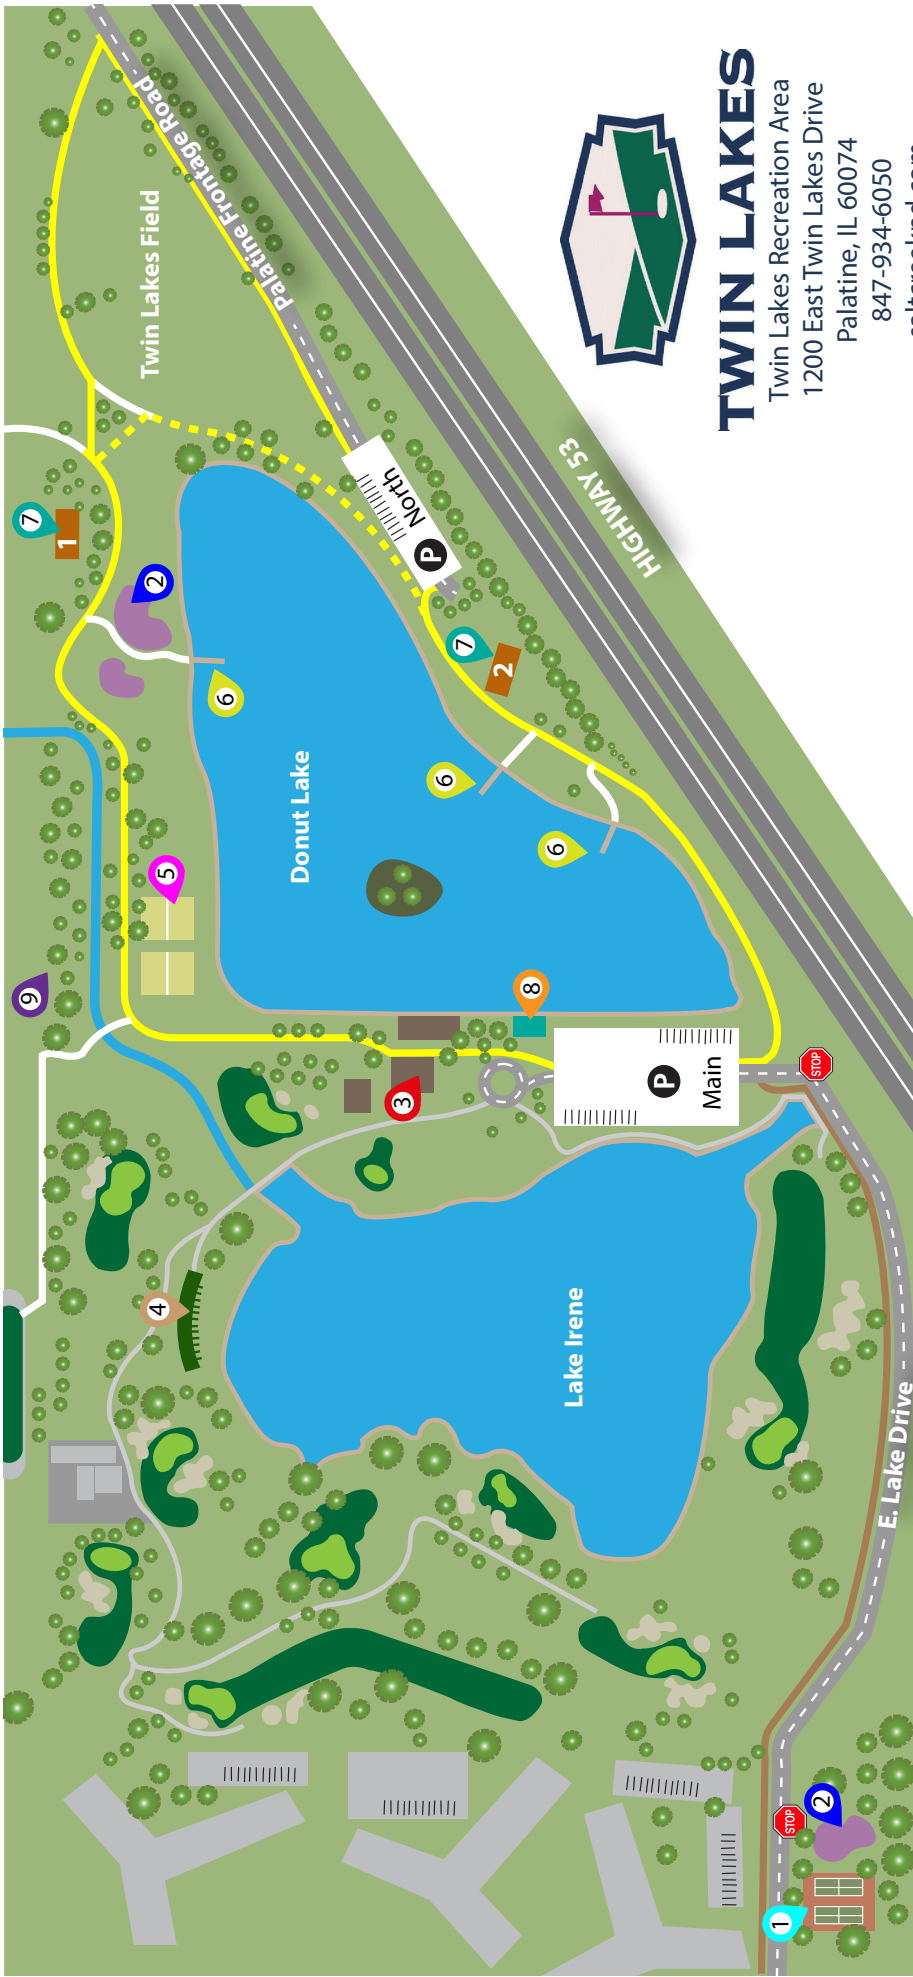 TWIN LAKES
Twin Lakes Recreation Area
1200 East Twin Lakes Drive
Palatine, IL 60074
847-934-6050
Palatine Frontage Road
Twin Lakes Field
HIGHWAY 53
North
P
7
1
2
7
2
6
6
6
Donut Lake
5
9
8
3
P
Main
STOP
4
Lake Irene
E. Lake Drive
STOP
2
1